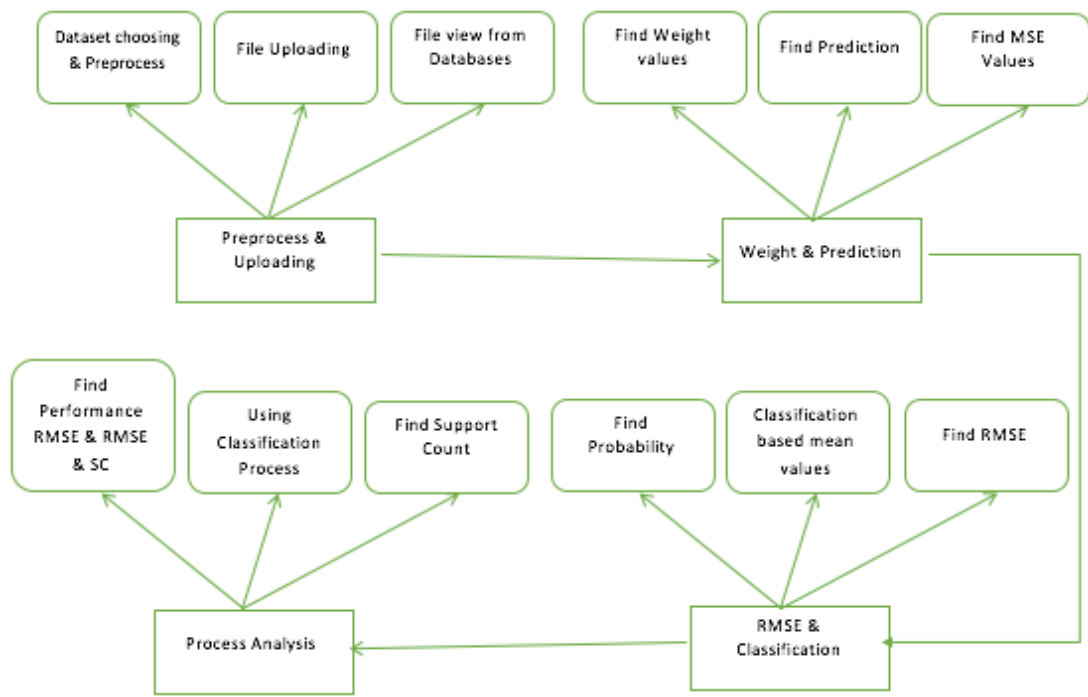 Dataset choosing
& Preprocess
File Uploading
File view from
Databases
Find Weight
values
Find Prediction
Find MSE
Values
Preprocess &
Uploading
Weight & Prediction
Find
Performance
RMSE & RMSE
& SC
Using
Classification
Process
Find Support
Count
Find
Probability
Classification
based mean
values
Find RMSE
Process Analysis
RMSE &
Classification